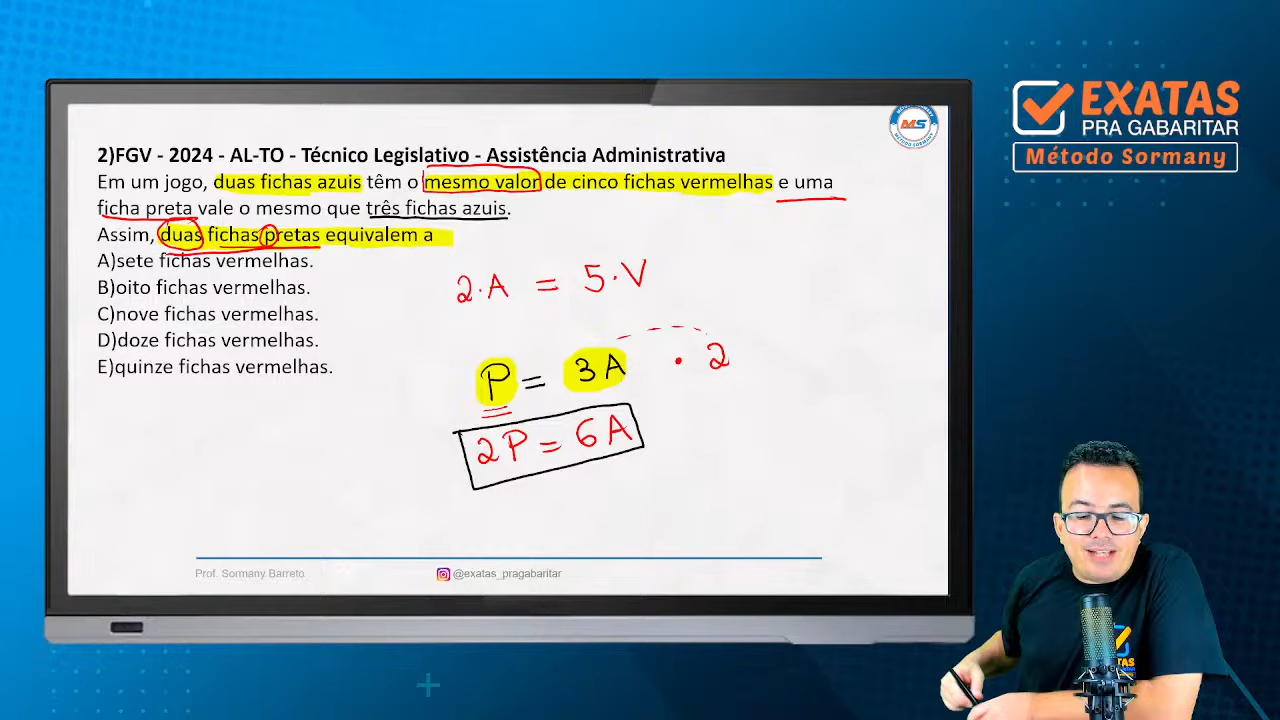 EXATAS
PRA GABARITAR
Método Sormany
MS
2)FGV - 2024 - AL-TO - Técnico Legislativo - Assistência Administrativa
Em um jogo, duas fichas azuis têm o mesmo valor de cinco fichas vermelhas e uma
ficha preta vale o mesmo que três fichas azuis.
Assim, duas fichas pretas equivalem a
A)sete fichas vermelhas.
B)oito fichas vermelhas.
C)nove fichas vermelhas.
D)doze fichas vermelhas.
E)quinze fichas vermelhas.
2·A = 5·V
P = 3A · 2
2P = 6A
Prof. Sormany Barreto
@exatas_pragabaritar
EXATAS